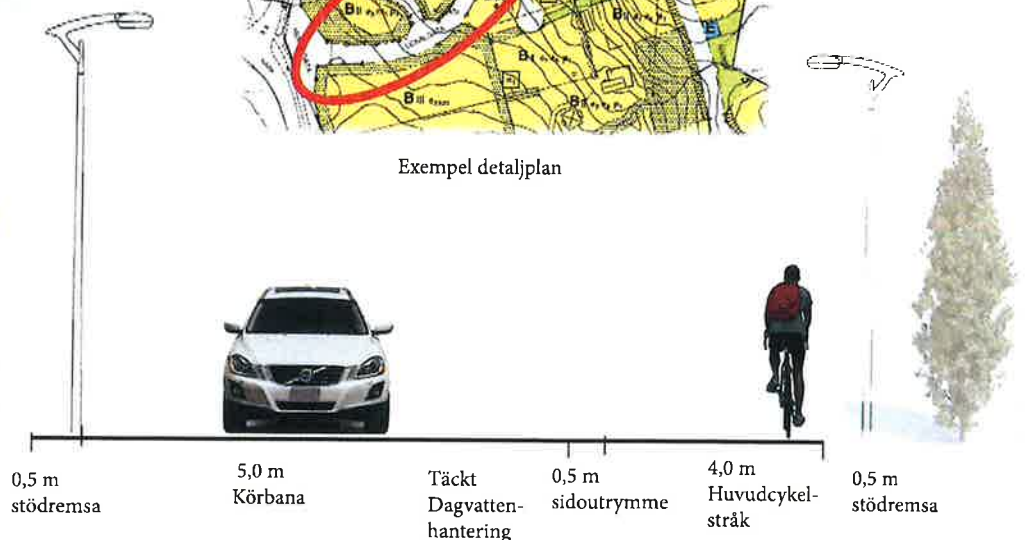 Exempel detaljplan
0,5 m
stödremsa
5,0 m
Körbana
Täckt
Dagvatten-
hantering
0,5 m
sidoutrymme
4,0 m
Huvudcykel-
stråk
0,5 m
stödremsa